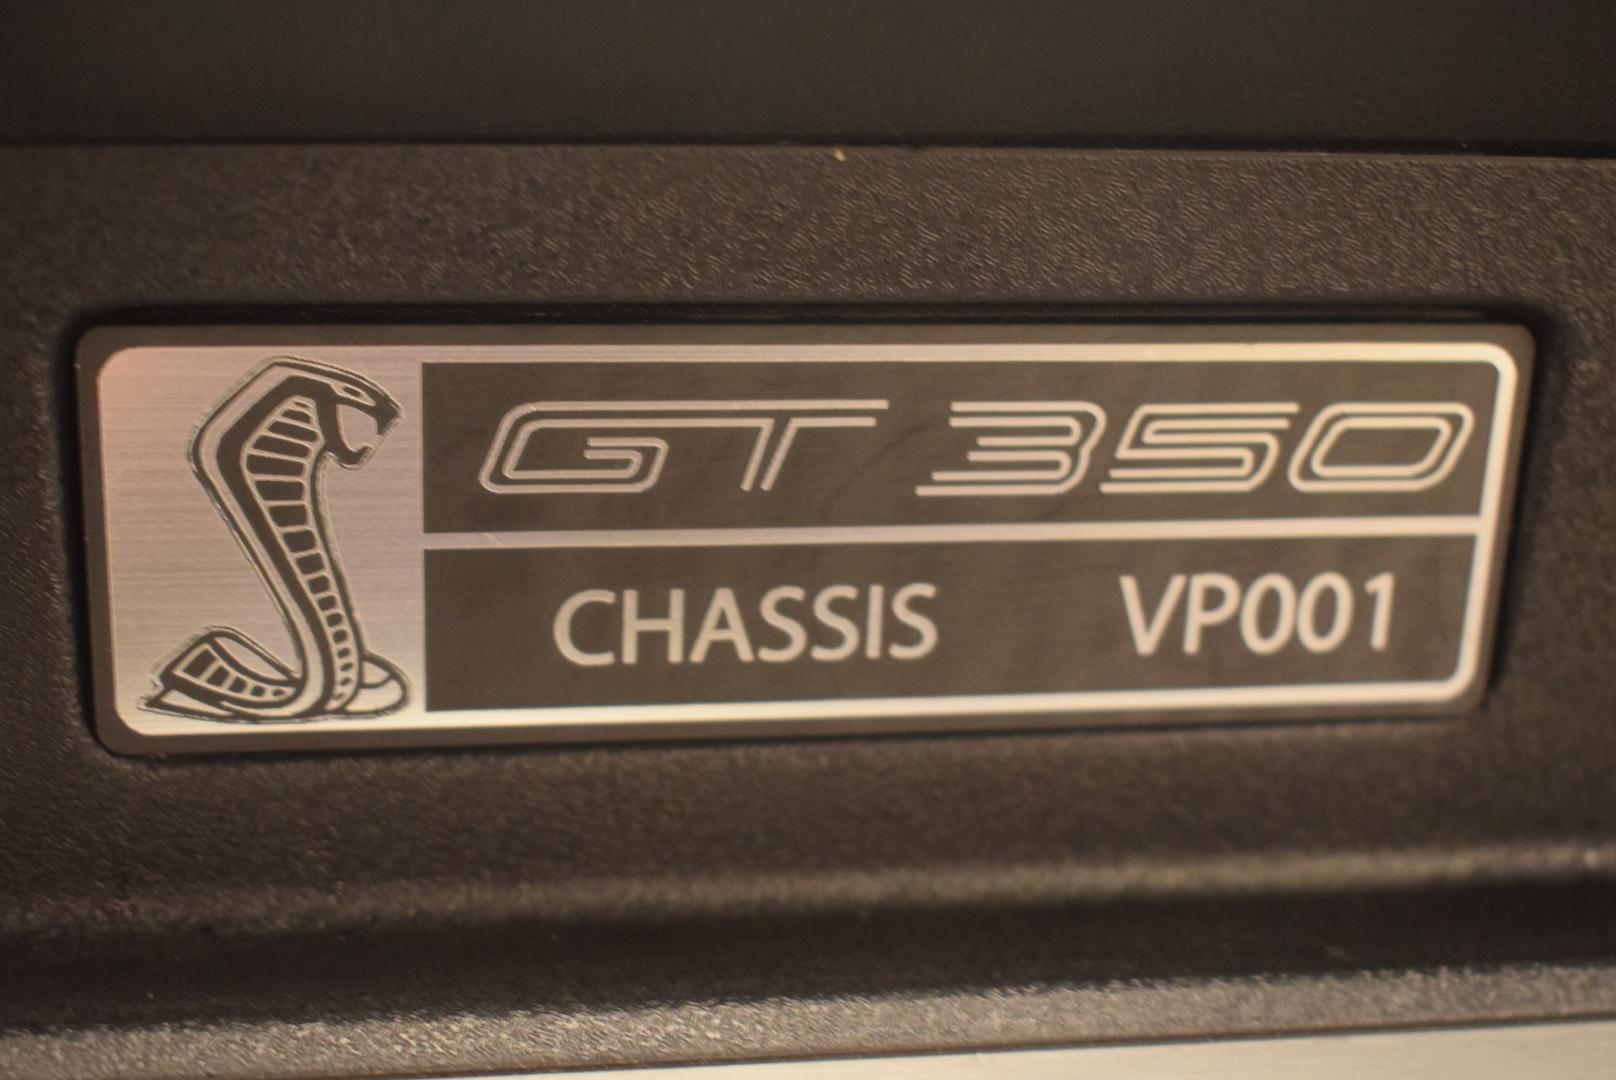 GT 350
CHASSIS VP001